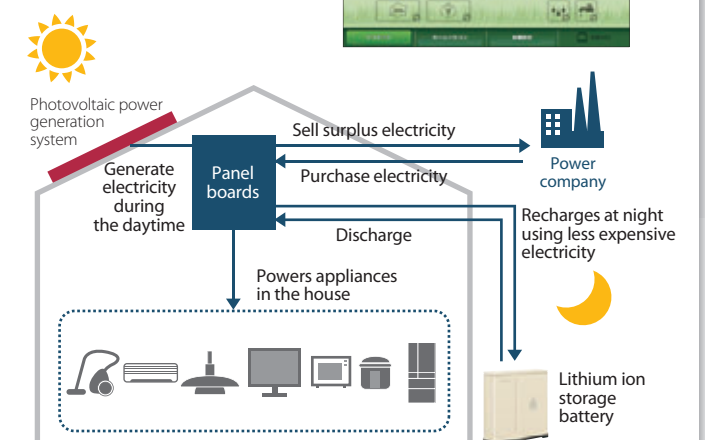 Photovoltaic power
generation
system
Sell surplus electricity
Power
company
Generate
electricity
during
the daytime
Panel
boards
Purchase electricity
Recharges at night
using less expensive
electricity
Discharge
Powers appliances
in the house
Lithium ion
storage
battery